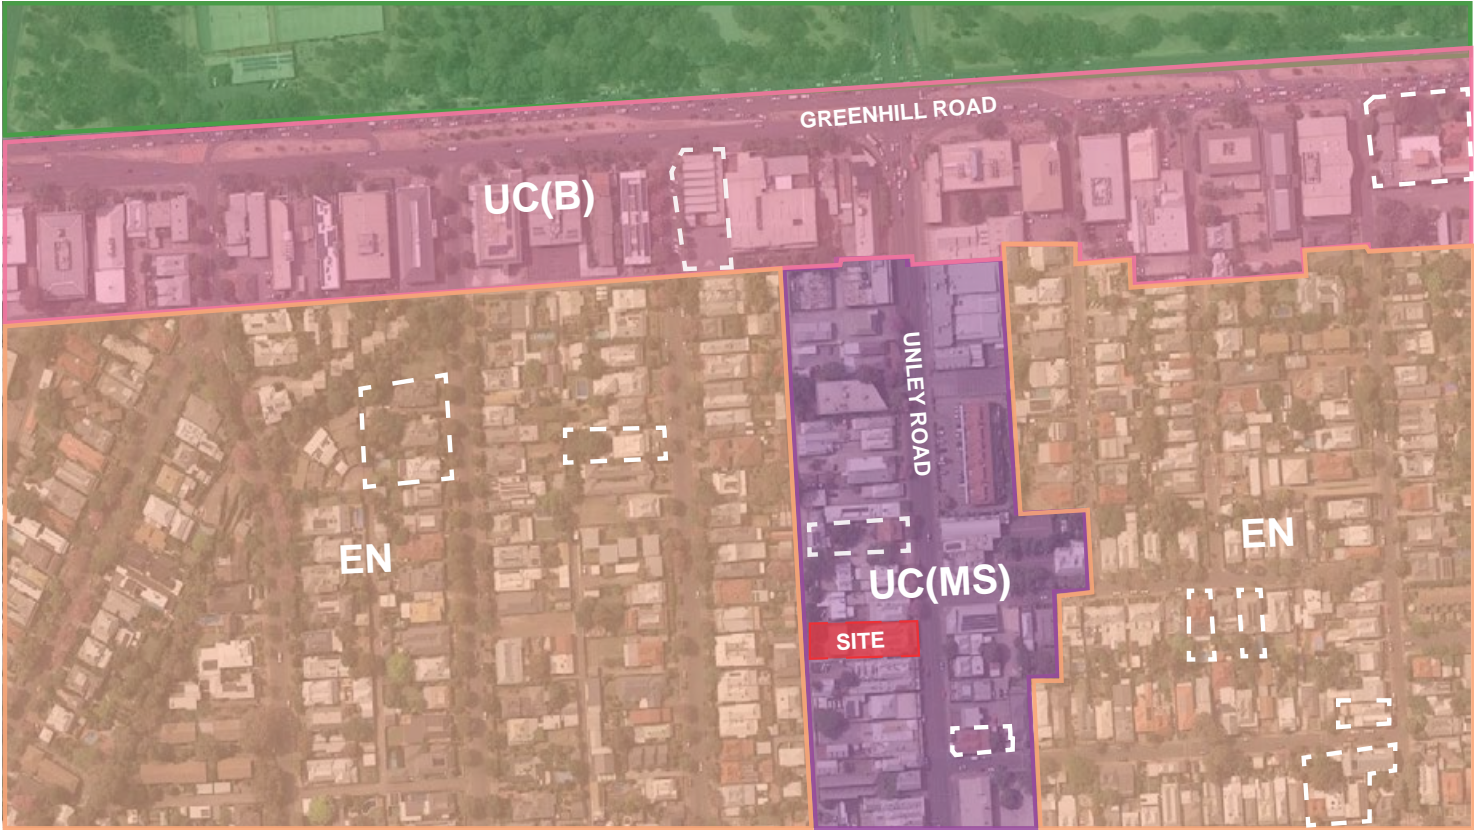 GREENHILL ROAD
UC(B)
UNLEY ROAD
EN
EN
UC(MS)
SITE